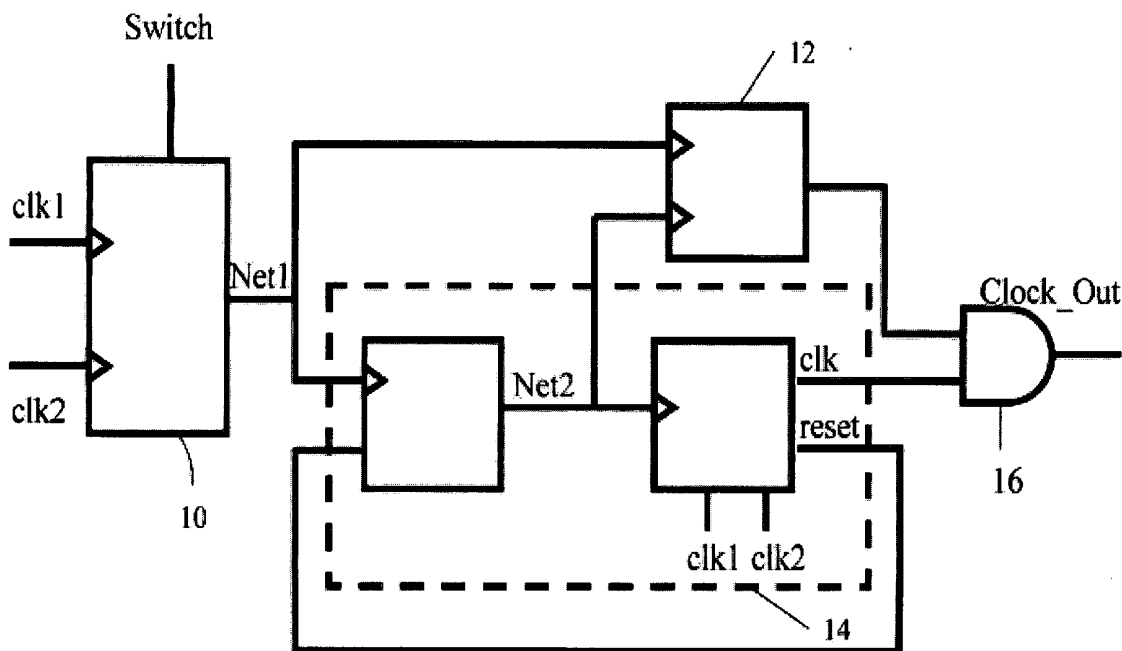 Switch
12
clk1
Net1
Clock_Out
clk
Net2
clk2
reset
16
10
clk1 clk2
14